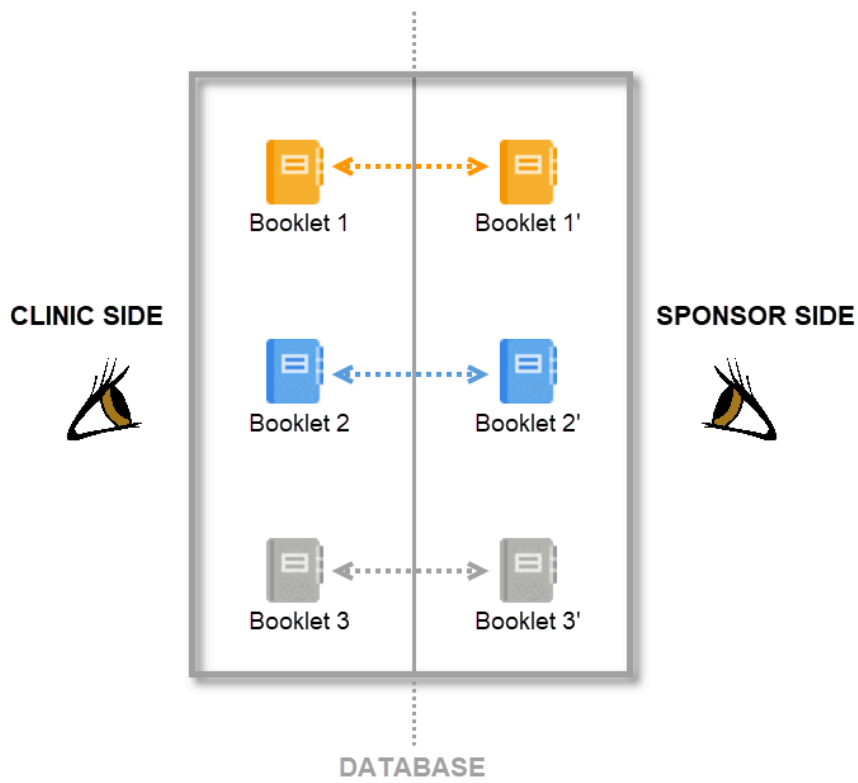 Booklet 1
Booklet 1'
CLINIC SIDE
SPONSOR SIDE
Booklet 2
Booklet 2'
Booklet 3
Booklet 3'
DATABASE